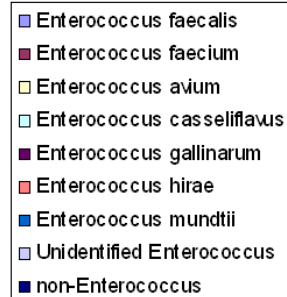 Enterococcus faecalis
Enterococcus faecium
Enterococcus avium
Enterococcus casseliflavus
Enterococcus gallinarum
Enterococcus hirae
Enterococcus mundtii
Unidentified Enterococcus
non-Enterococcus